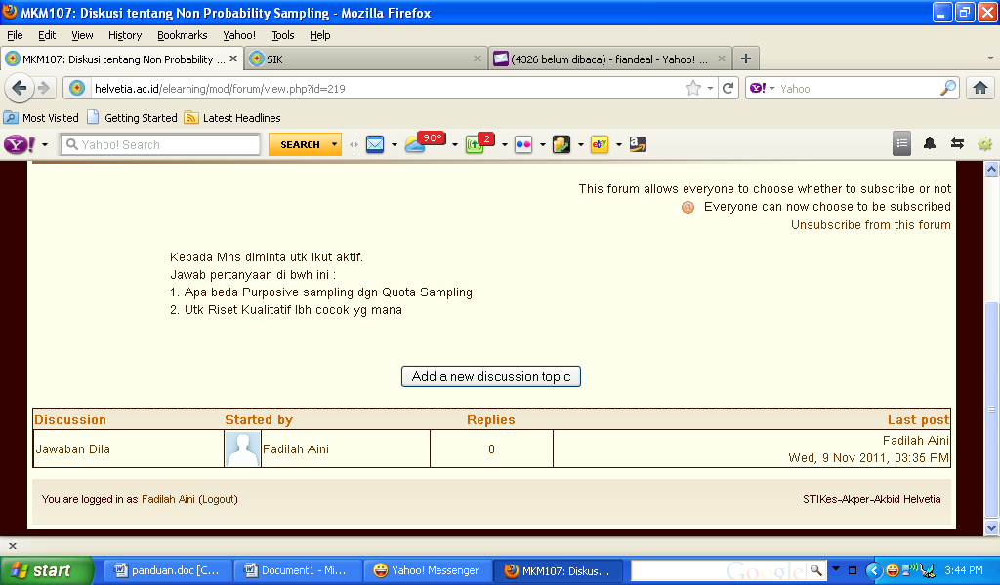 MKM107: Diskusi tentang Non Probability Sampling - Mozilla Firefox
File Edit View History Bookmarks Yahoo! Tools Help
MKM107: Diskusi tentang Non Probability ... SIK (4326 belum dibaca) - fiandeal - Yahoo! ...
helvetia.ac.id/elearning/mod/forum/view.php?id=219 Yahoo
Most Visited Getting Started Latest Headlines
Y! Yahoo! Search SEARCH 90° 2 ebY a
This forum allows everyone to choose whether to subscribe or not
Everyone can now choose to be subscribed
Unsubscribe from this forum
Kepada Mhs diminta utk ikut aktif.
Jawab pertanyaan di bwh ini :
1. Apa beda Purposive sampling dgn Quota Sampling
2. Utk Riset Kualitatif lbh cocok yg mana
Add a new discussion topic
Discussion Started by Replies Last post
Jawaban Dila Fadilah Aini 0 Fadilah Aini
Wed, 9 Nov 2011, 03:35 PM
You are logged in as Fadilah Aini (Logout) STIKes-Akper-Akbid Helvetia
start panduan.doc [C... Document1 - Mi... Yahoo! Messenger MKM107: Diskus... Google 3:44 PM